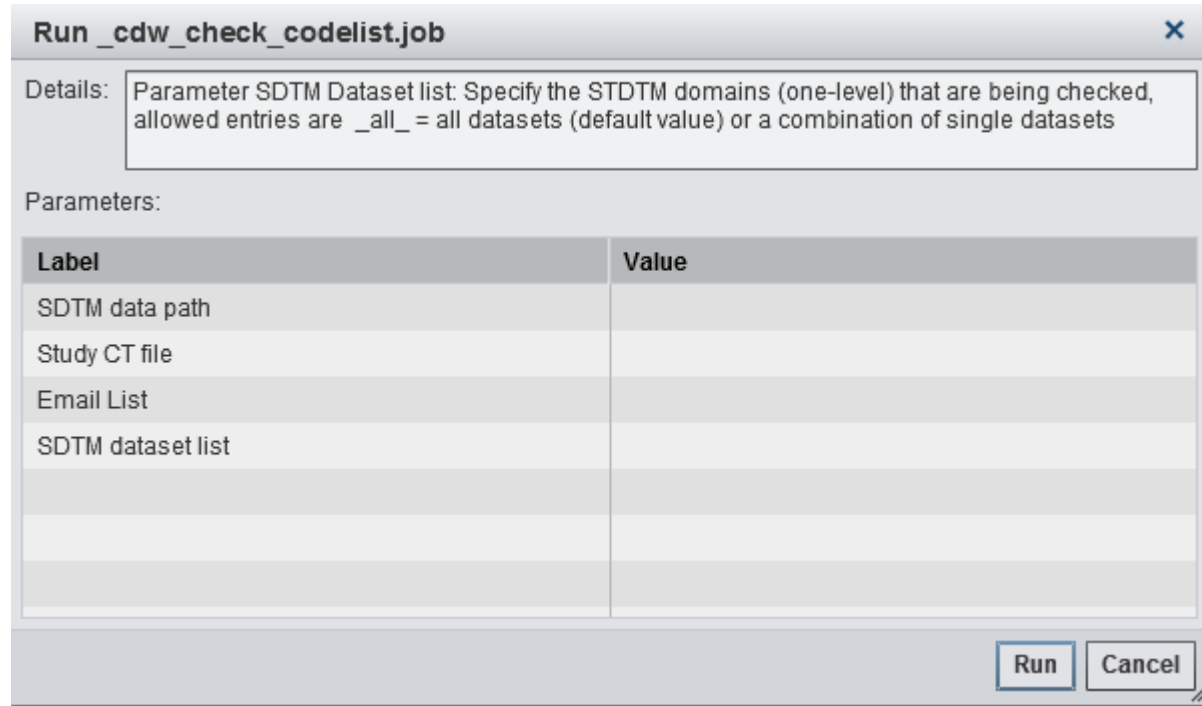 Run _cdw_check_codelist.job
Details:
Parameter SDTM Dataset list: Specify the STDTM domains (one-level) that are being checked,
allowed entries are _all_ = all datasets (default value) or a combination of single datasets
Parameters:
Label Value
SDTM data path
Study CT file
Email List
SDTM dataset list
Run Cancel